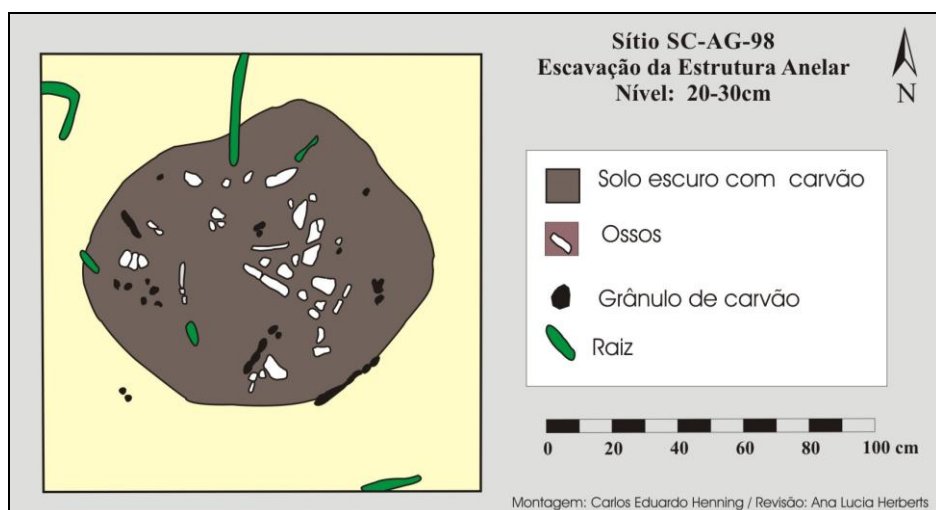 Sítio SC-AG-98
Escavação da Estrutura Anelar
Nível: 20-30cm
N
Solo escuro com carvão
Ossos
Grânulo de carvão
Raiz
0 20 40 60 80 100 cm
Montagem: Carlos Eduardo Henning / Revisão: Ana Lucia Herberts